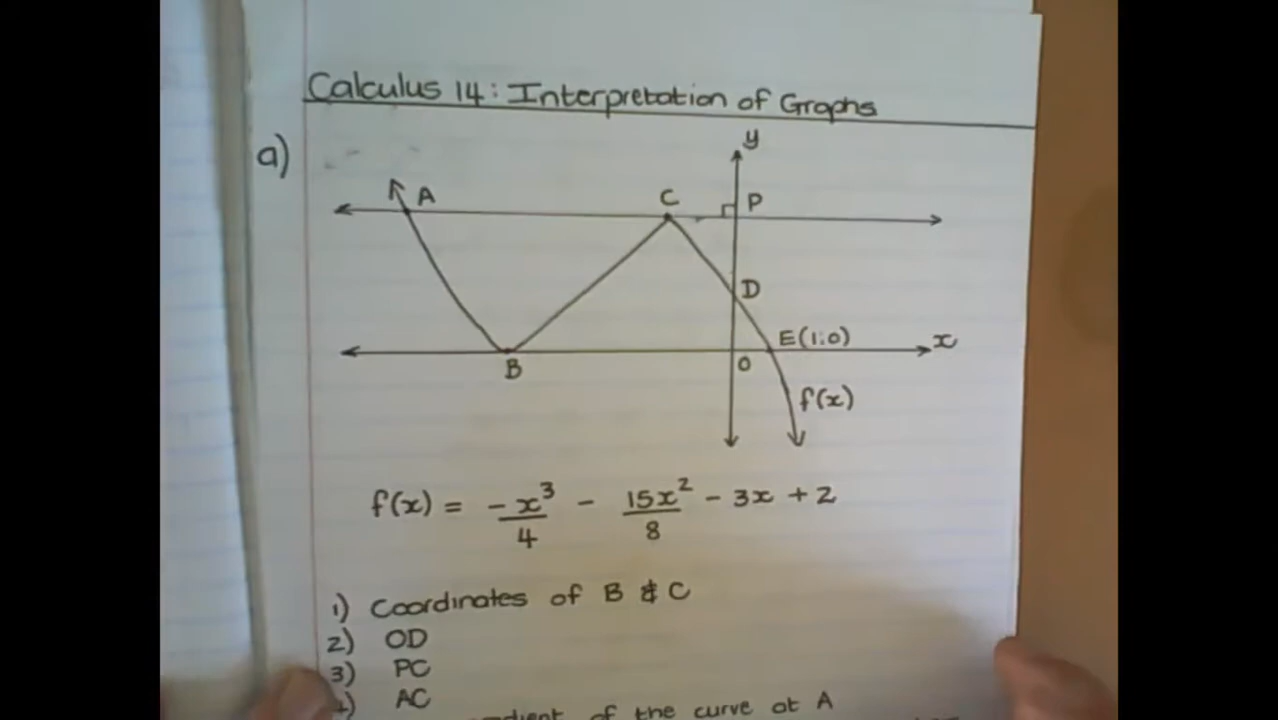 Calculus 14: Interpretation of Graphs
a)
y
A
C
P
D
E(1;0)
x
B
O
f(x)
f(x) = -x³/4 - 15x²/8 - 3x + 2
1) Coordinates of B & C
2) OD
3) PC
4) AC
of the curve at A